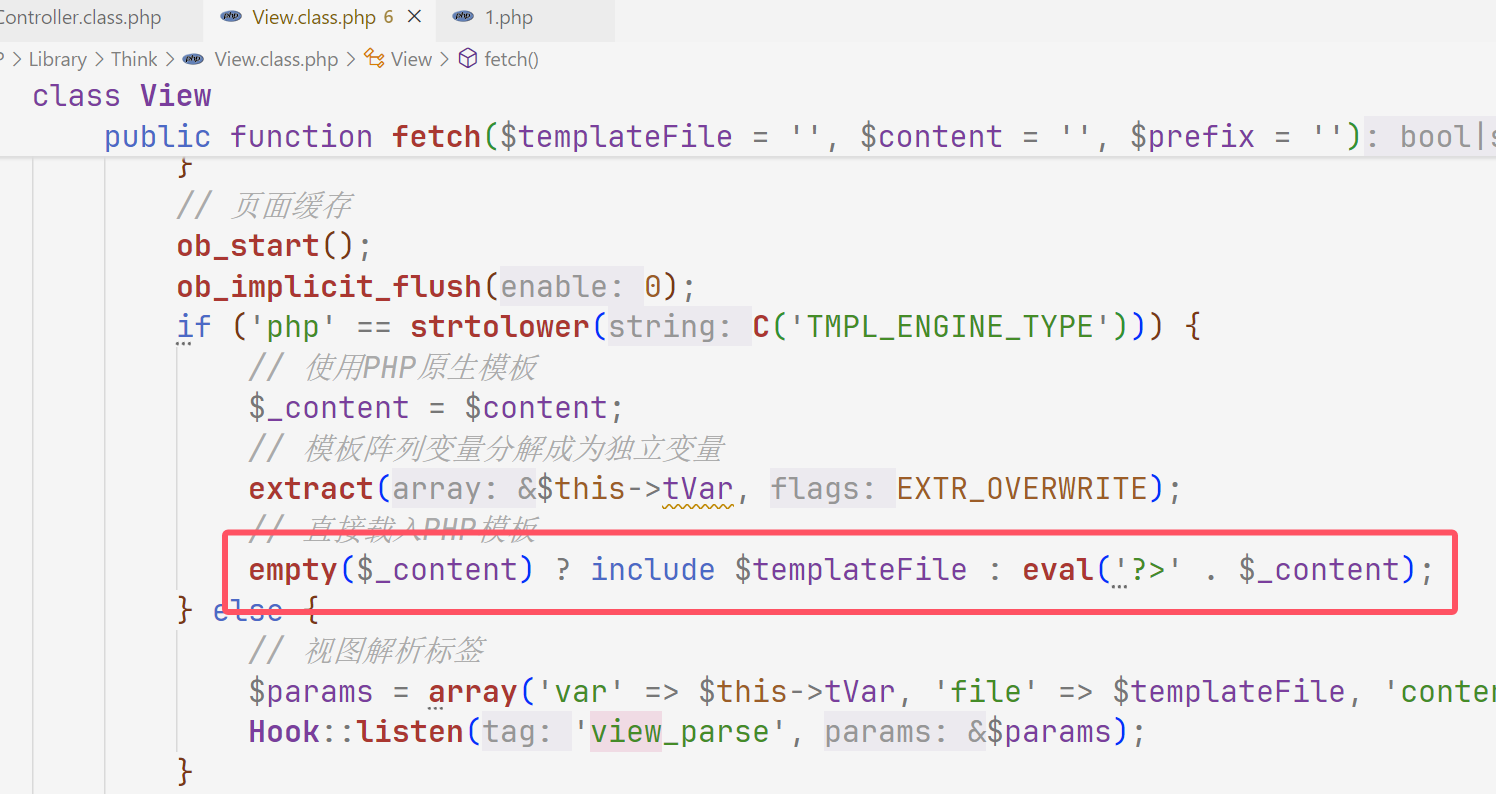 Controller.class.php View.class.php 6 1.php
Library > Think > View.class.php > View > fetch()
class View
public function fetch($templateFile = '', $content = '', $prefix = ''): bool|s
}
// 页面缓存
ob_start();
ob_implicit_flush(enable: 0);
if ('php' == strtolower(string: C('TMPL_ENGINE_TYPE'))) {
// 使用PHP原生模板
$_content = $content;
// 模板阵列变量分解成为独立变量
extract(array: &$this->tVar, flags: EXTR_OVERWRITE);
// 直接载入PHP模板
empty($_content) ? include $templateFile : eval('?>' . $_content);
} else {
// 视图解析标签
$params = array('var' => $this->tVar, 'file' => $templateFile, 'conten
Hook::listen(tag: 'view_parse', params: &$params);
}